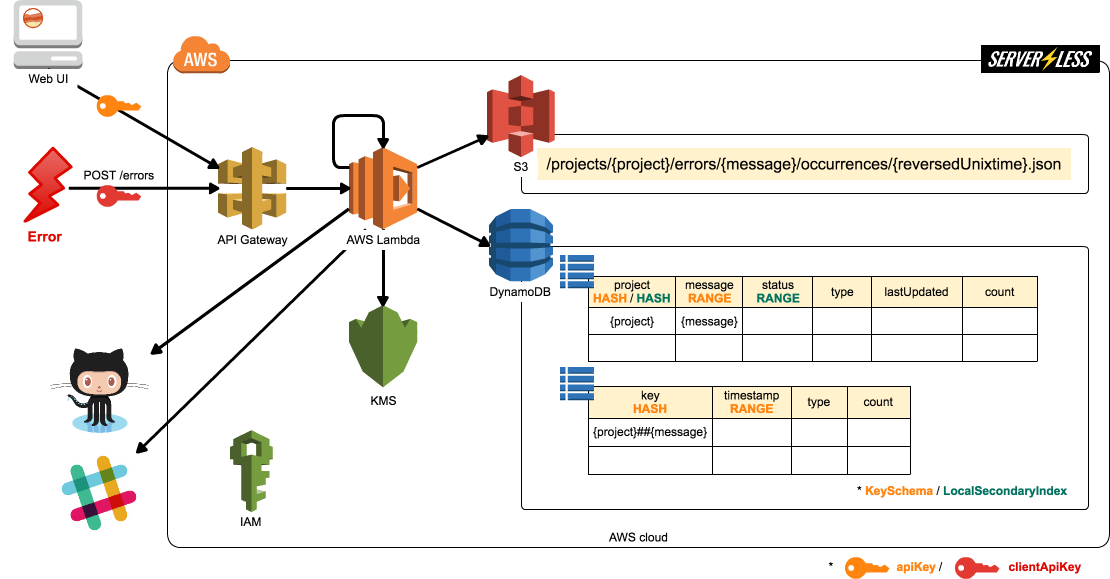 Web UI
AWS
SERVERLESS
POST /errors
Error
API Gateway
AWS Lambda
S3
/projects/{project}/errors/{message}/occurrences/{reversedUnixtime}.json
DynamoDB
project message status type lastUpdated count
HASH / HASH RANGE RANGE
{project} {message}
KMS
key timestamp type count
HASH RANGE
{project}##{message}
* KeySchema / LocalSecondaryIndex
IAM
AWS cloud
* apiKey / clientApiKey